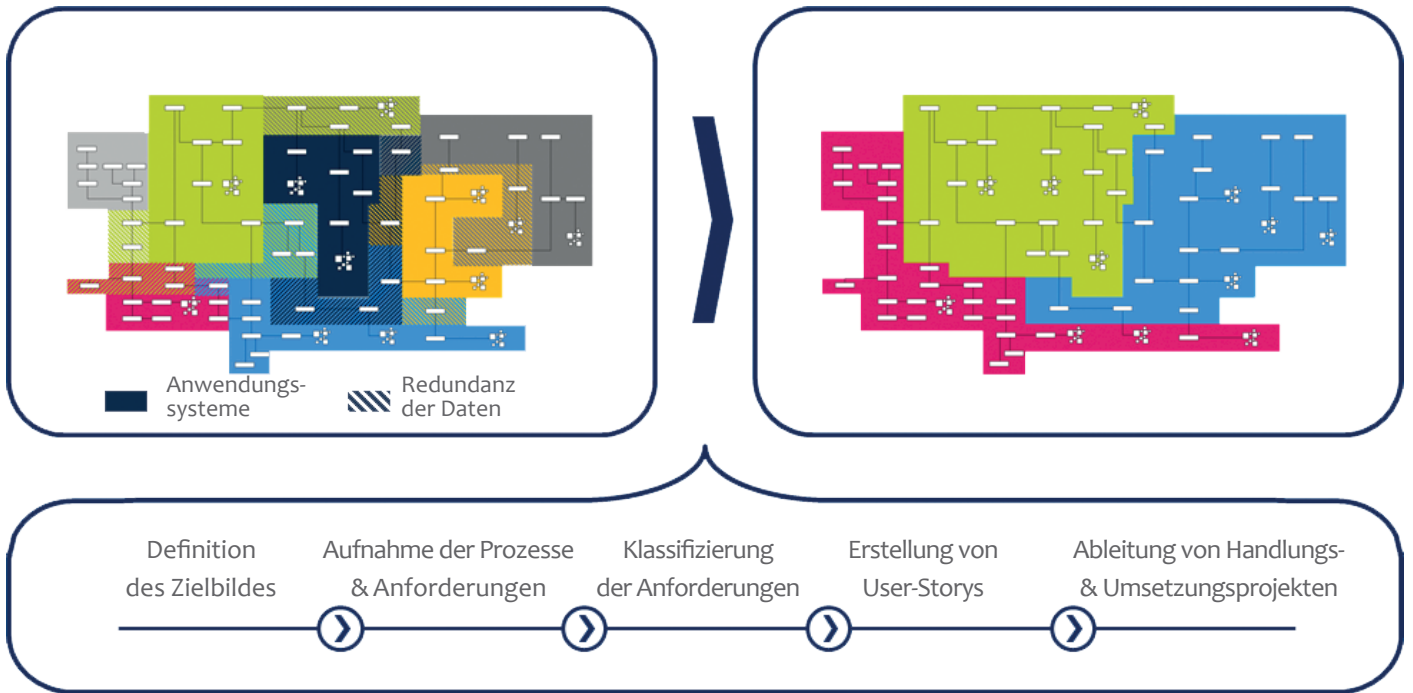 Anwendungs-
systeme
Redundanz
der Daten
Definition
des Zielbildes
Aufnahme der Prozesse
& Anforderungen
Klassifizierung
der Anforderungen
Erstellung von
User-Storys
Ableitung von Handlungs-
& Umsetzungsprojekten